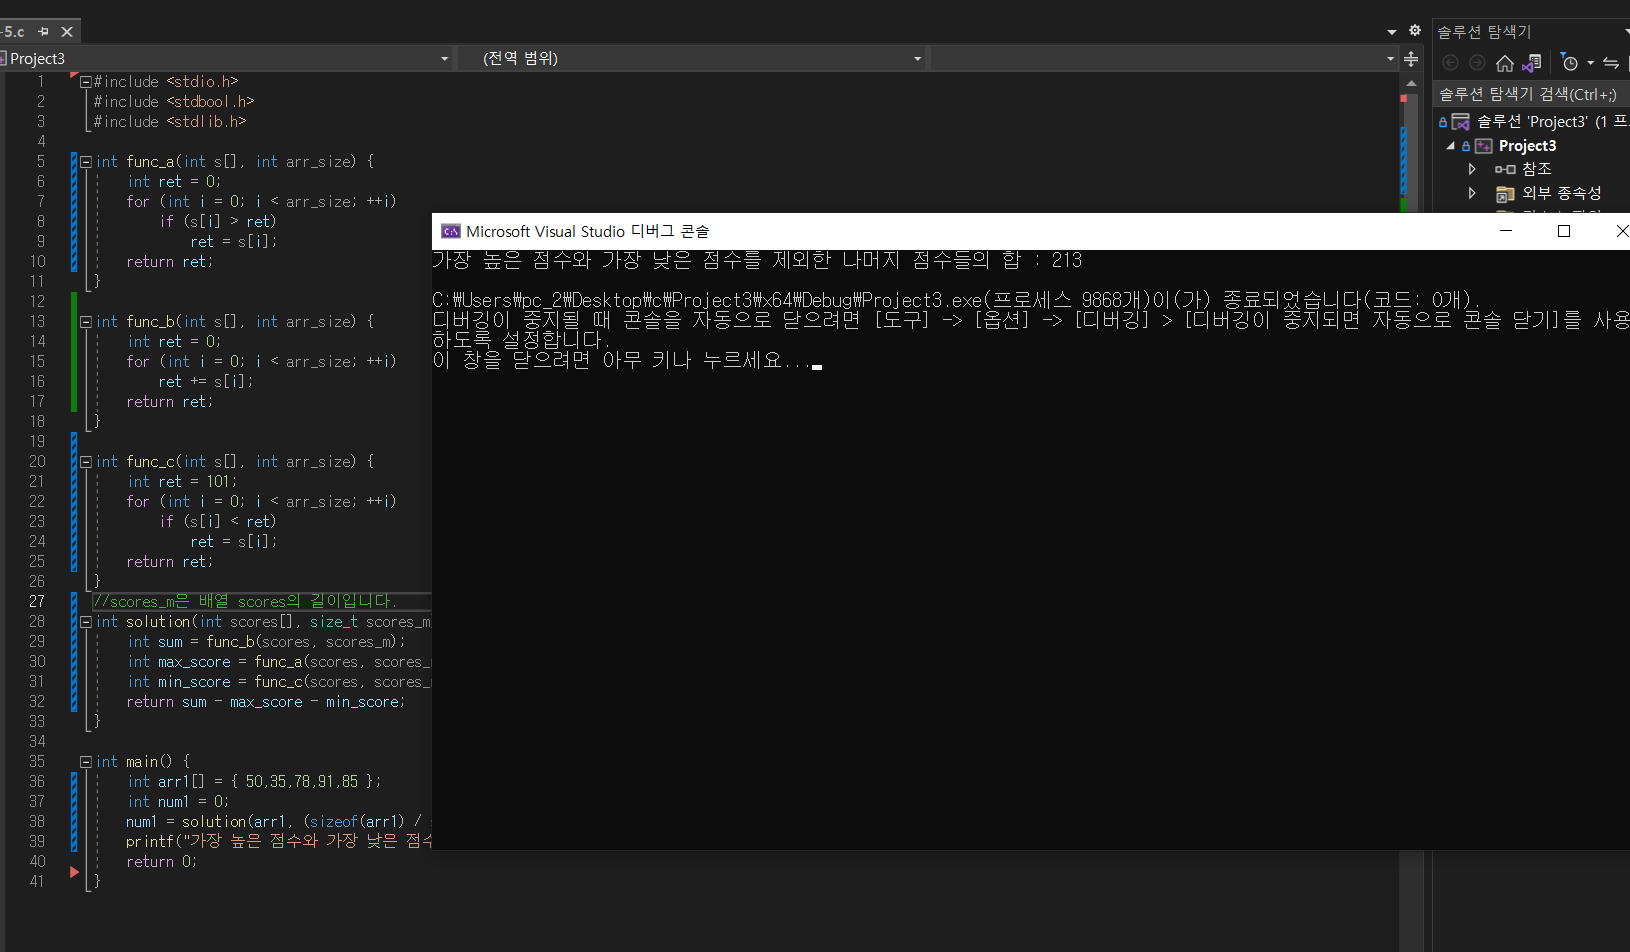 -5.c
Project3
(전역 범위)
솔루션 탐색기
솔루션 탐색기 검색(Ctrl+;)
솔루션 'Project3' (1 프
Project3
참조
외부 종속성
1 #include <stdio.h>
2 #include <stdbool.h>
3 #include <stdlib.h>
4
5 int func_a(int s[], int arr_size) {
6 int ret = 0;
7 for (int i = 0; i < arr_size; ++i)
8 if (s[i] > ret)
9 ret = s[i];
10 return ret;
11 }
12
13 int func_b(int s[], int arr_size) {
14 int ret = 0;
15 for (int i = 0; i < arr_size; ++i)
16 ret += s[i];
17 return ret;
18 }
19
20 int func_c(int s[], int arr_size) {
21 int ret = 101;
22 for (int i = 0; i < arr_size; ++i)
23 if (s[i] < ret)
24 ret = s[i];
25 return ret;
26 }
27 //scores_m은 배열 scores의 길이입니다.
28 int solution(int scores[], size_t scores_m
29 int sum = func_b(scores, scores_m);
30 int max_score = func_a(scores, scores_
31 int min_score = func_c(scores, scores_
32 return sum - max_score - min_score;
33 }
34
35 int main() {
36 int arr1[] = { 50,35,78,91,85 };
37 int num1 = 0;
38 num1 = solution(arr1, (sizeof(arr1) /
39 printf("가장 높은 점수와 가장 낮은 점수
40 return 0;
41 }
Microsoft Visual Studio 디버그 콘솔
가장 높은 점수와 가장 낮은 점수를 제외한 나머지 점수들의 합 : 213
C:₩Users₩pc_2₩Desktop₩c₩Project3₩x64₩Debug₩Project3.exe(프로세스 9868개)이(가) 종료되었습니다(코드: 0개).
디버깅이 중지될 때 콘솔을 자동으로 닫으려면 [도구] -> [옵션] -> [디버깅] > [디버깅이 중지되면 자동으로 콘솔 닫기]를 사용
하도록 설정합니다.
이 창을 닫으려면 아무 키나 누르세요...